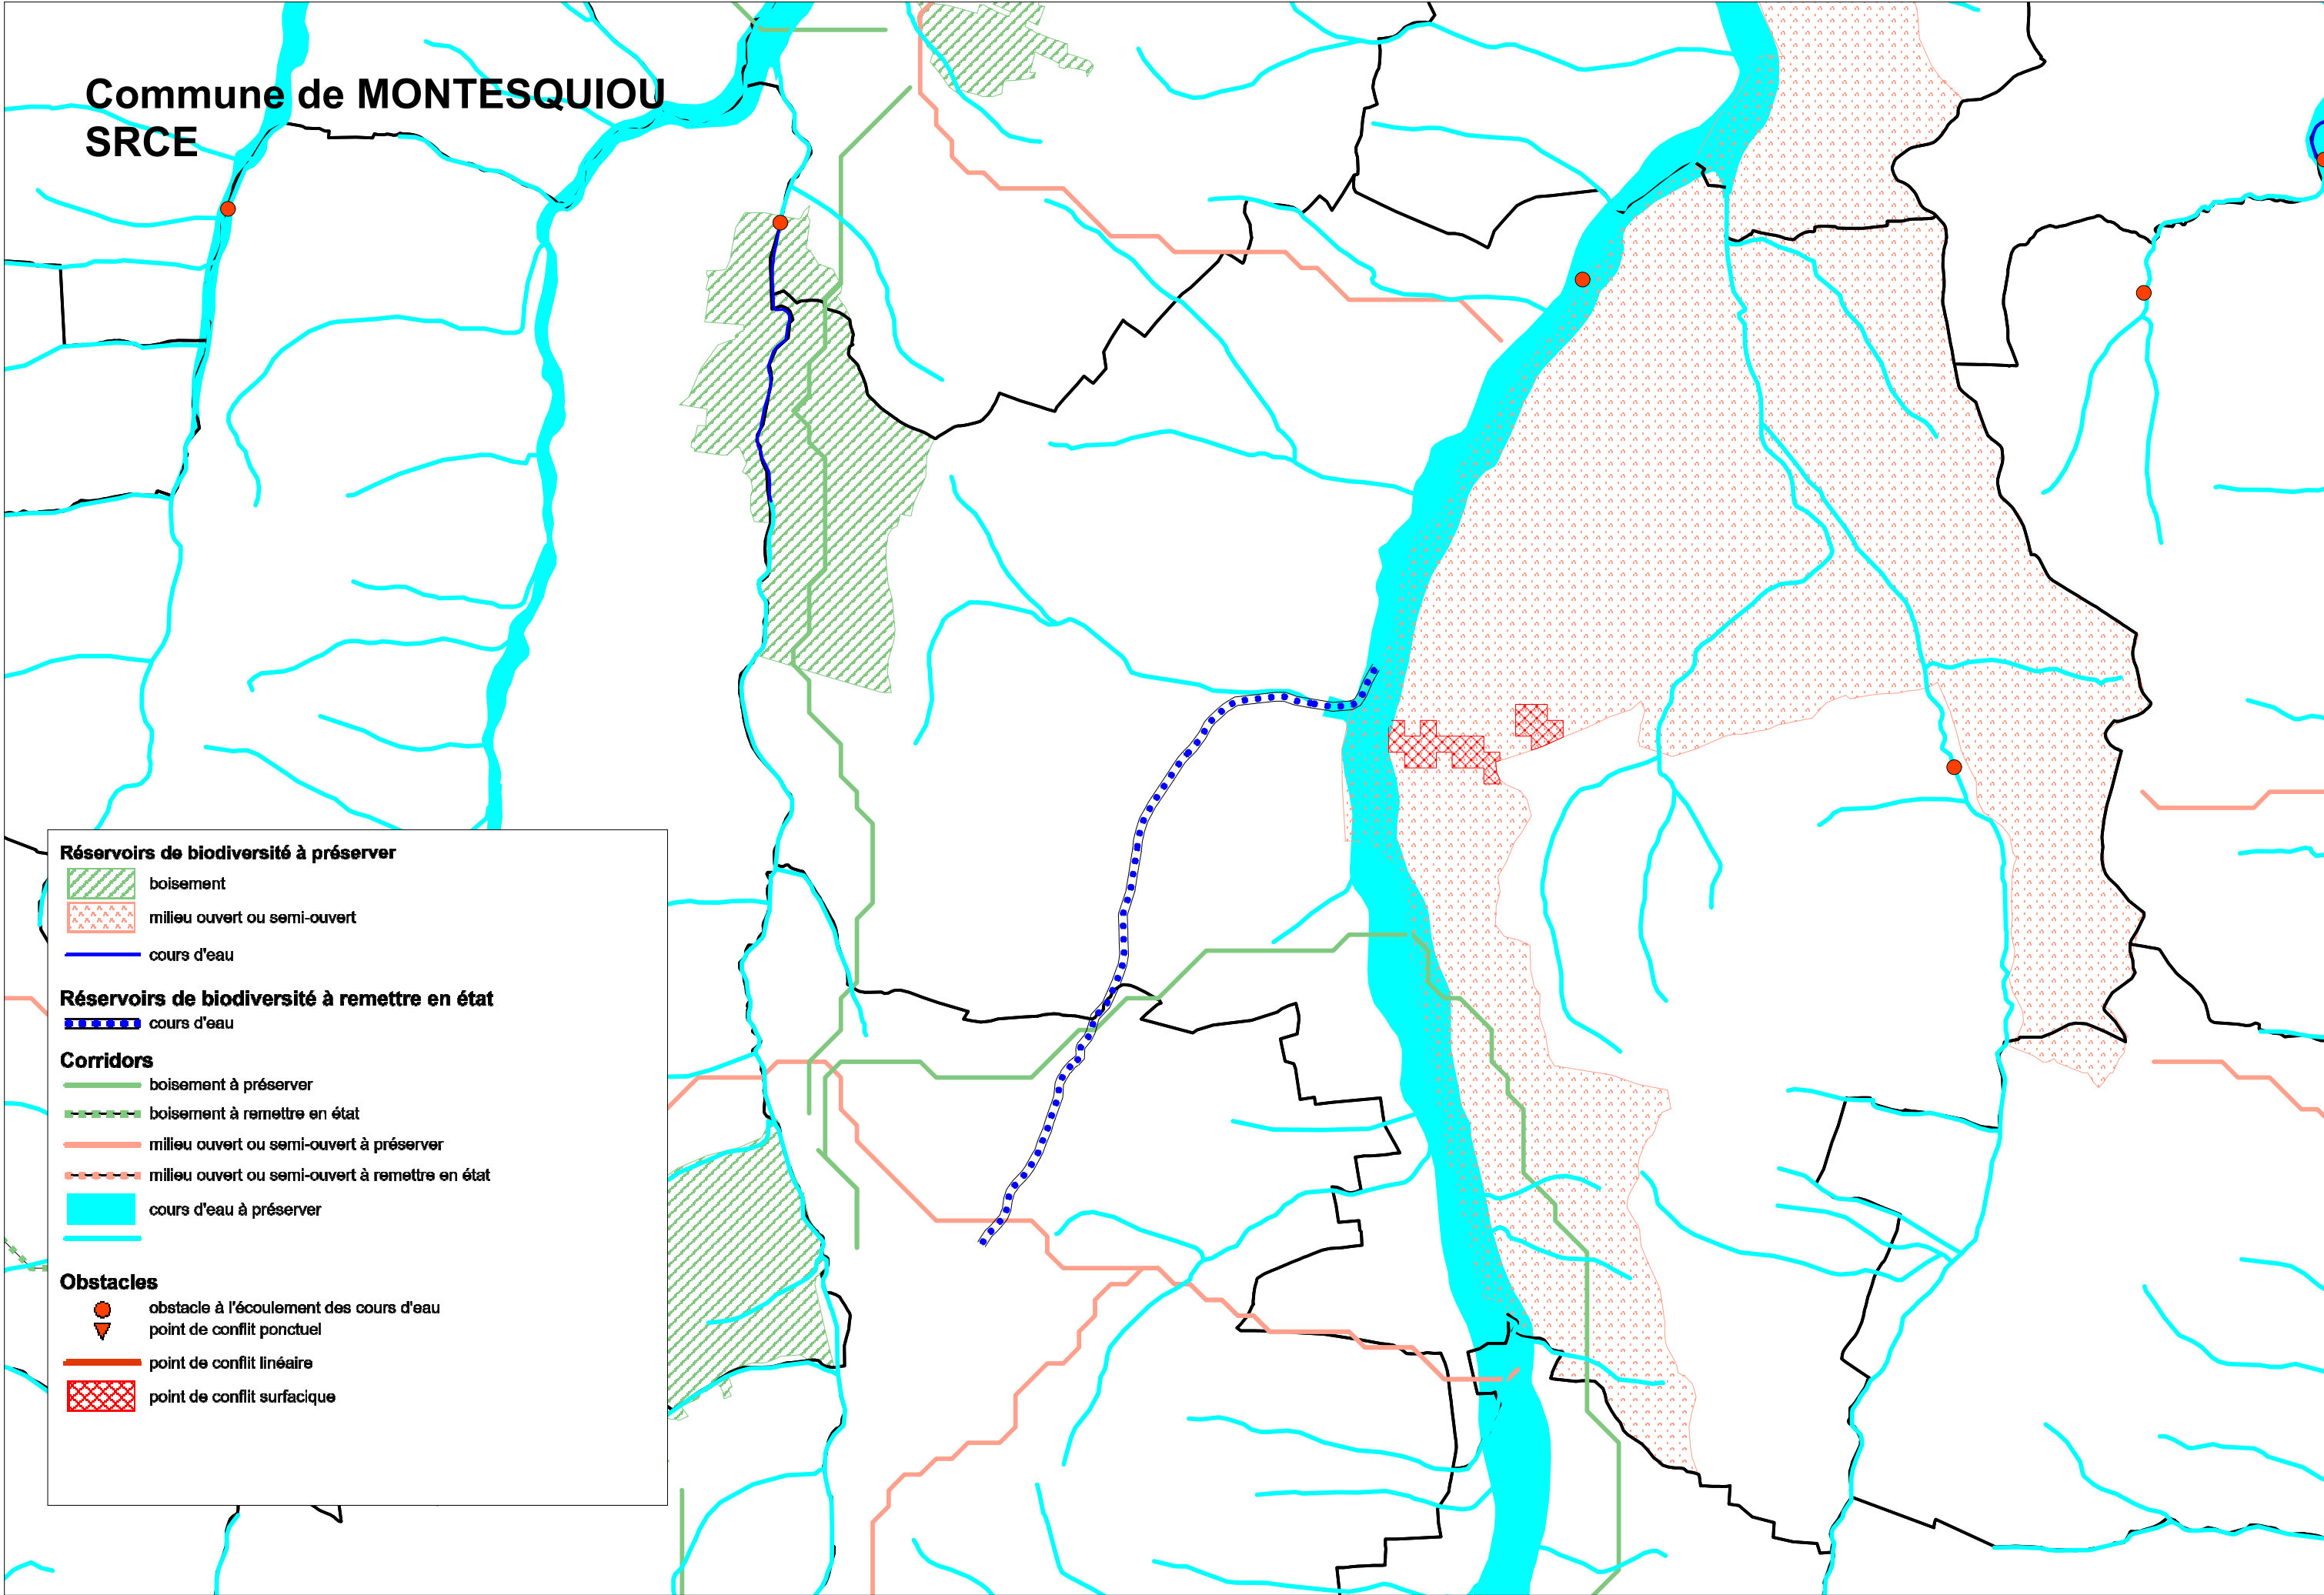 Commune de MONTESQUIOU
SRCE
Réservoirs de biodiversité à préserver
boisement
milieu ouvert ou semi-ouvert
cours d'eau
Réservoirs de biodiversité à remettre en état
cours d'eau
Corridors
boisement à préserver
boisement à remettre en état
milieu ouvert ou semi-ouvert à préserver
milieu ouvert ou semi-ouvert à remettre en état
cours d'eau à préserver
Obstacles
obstacle à l'écoulement des cours d'eau
point de conflit ponctuel
point de conflit linéaire
point de conflit surfacique